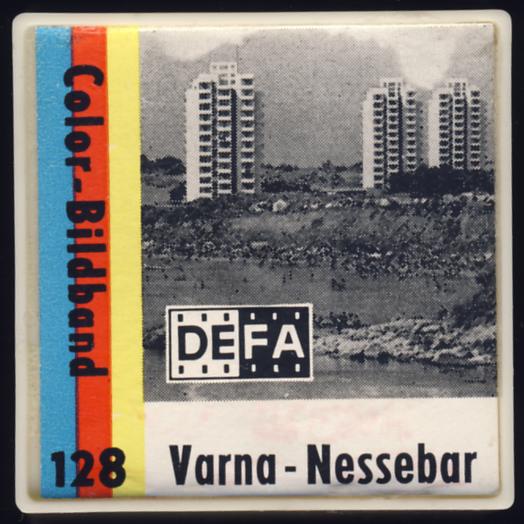 Color-Bildband
DEFA
128
Varna - Nessebar